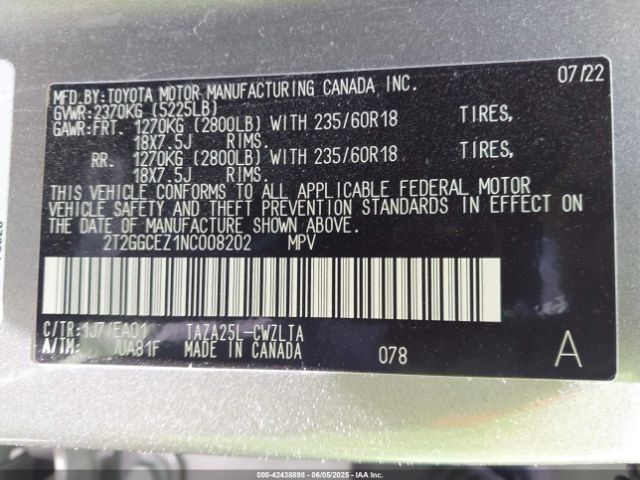 MFD.BY:TOYOTA MOTOR MANUFACTURING CANADA INC. 07/22
GVWR:2370KG (5225LB)
GAWR:FRT. 1270KG (2800LB) WITH 235/60R18 TIRES,
18X7.5J RIMS.
RR. 1270KG (2800LB) WITH 235/60R18 TIRES,
18X7.5J RIMS.
THIS VEHICLE CONFORMS TO ALL APPLICABLE FEDERAL MOTOR
VEHICLE SAFETY AND THEFT PREVENTION STANDARDS IN EFFECT ON
THE DATE OF MANUFACTURE SHOWN ABOVE.
2T2GGCEZ1NC008202 MPV
C/TR:1J7/EA01 TAZA25L-CWZLTA
A/TM: /UA81F MADE IN CANADA 078 A
000-42438898 - 06/05/2025 - IAA Inc.